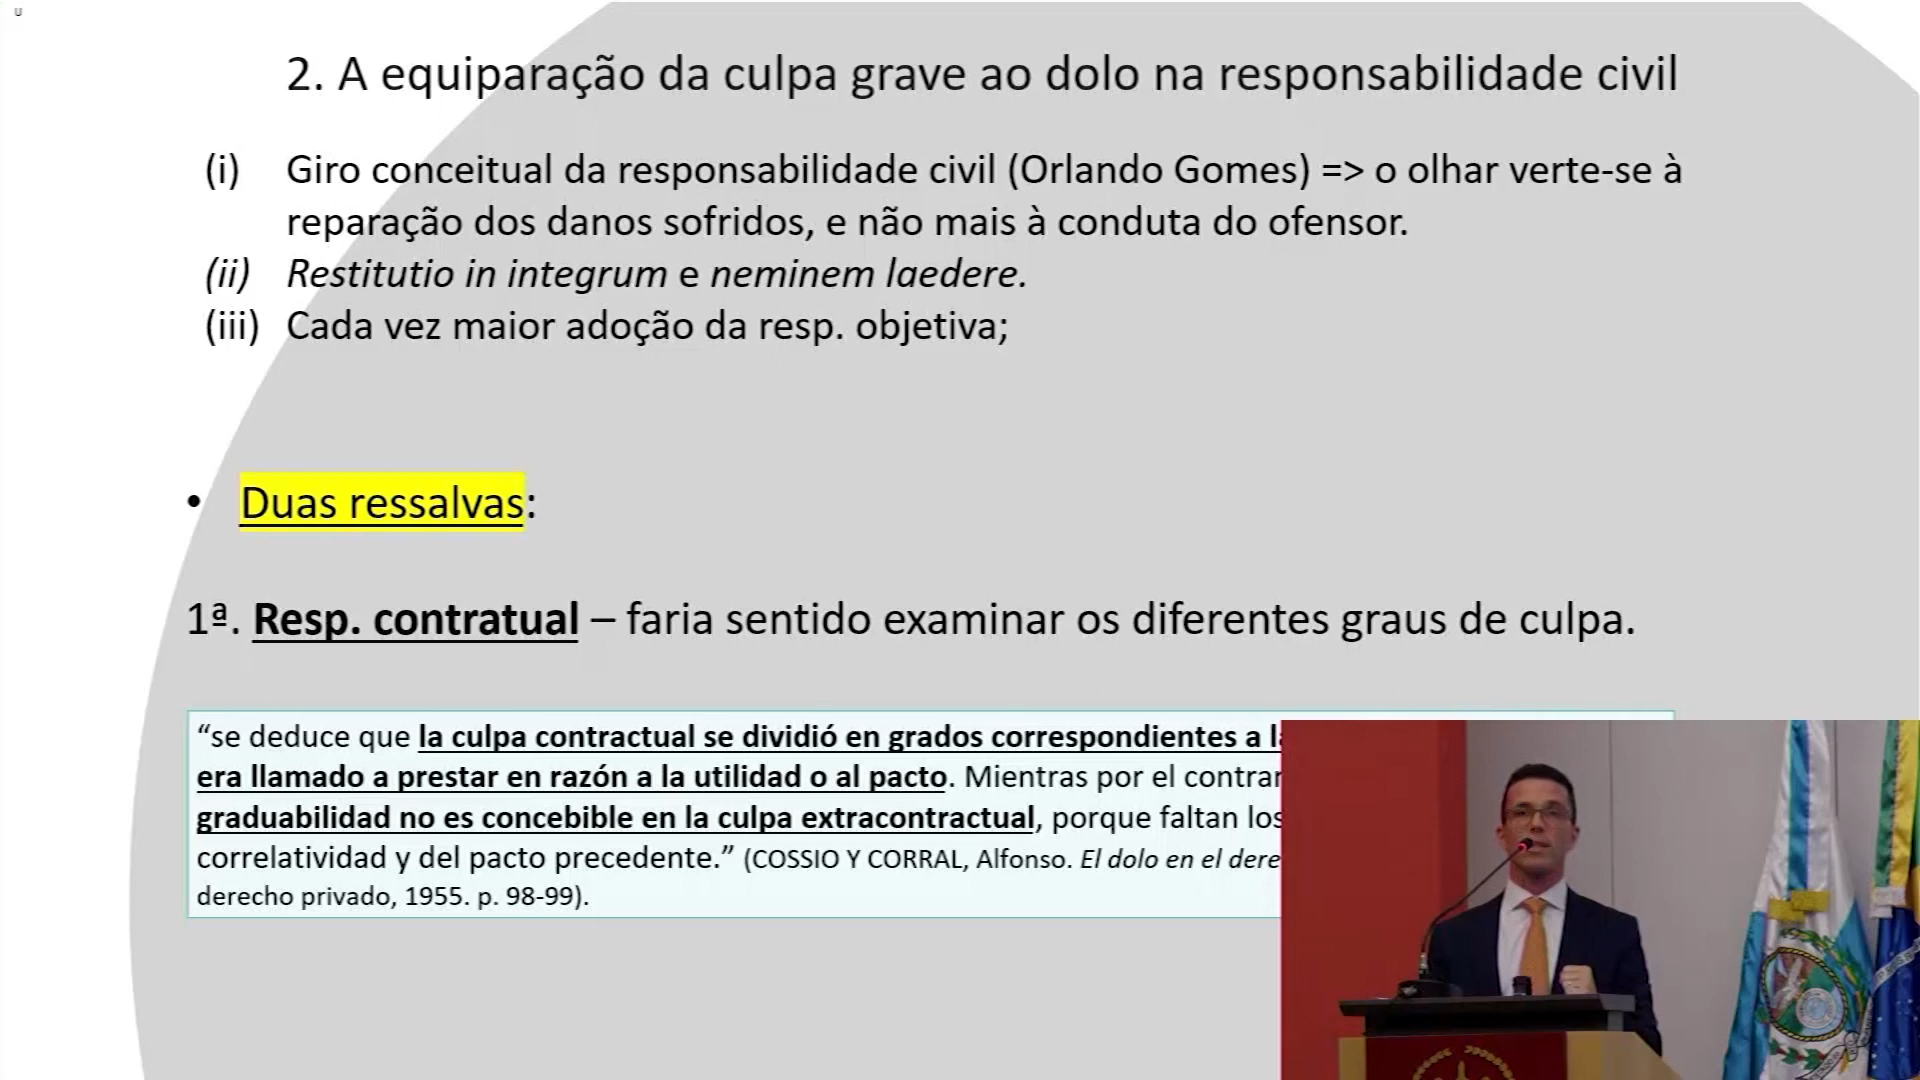 U
2. A equiparação da culpa grave ao dolo na responsabilidade civil
(i) Giro conceitual da responsabilidade civil (Orlando Gomes) => o olhar verte-se à
reparação dos danos sofridos, e não mais à conduta do ofensor.
(ii) Restitutio in integrum e neminem laedere.
(iii) Cada vez maior adoção da resp. objetiva;
• Duas ressalvas:
1ª. Resp. contratual – faria sentido examinar os diferentes graus de culpa.
“se deduce que la culpa contractual se dividió en grados correspondientes a
era llamado a prestar en razón a la utilidad o al pacto. Mientras por el
graduabilidad no es concebible en la culpa extracontractual, porque faltan los
correlatividad y del pacto precedente.” (COSSIO Y CORRAL, Alfonso. El dolo en el
derecho privado, 1955. p. 98-99).